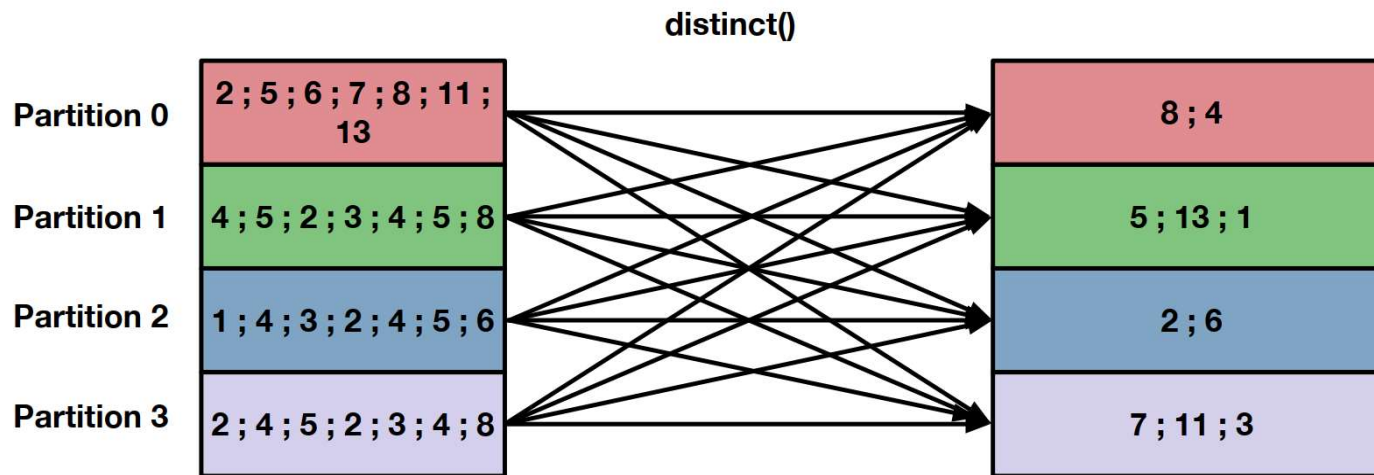 distinct()
Partition 0
2 ; 5 ; 6 ; 7 ; 8 ; 11 ;
13
8 ; 4
Partition 1
4 ; 5 ; 2 ; 3 ; 4 ; 5 ; 8
5 ; 13 ; 1
Partition 2
1 ; 4 ; 3 ; 2 ; 4 ; 5 ; 6
2 ; 6
Partition 3
2 ; 4 ; 5 ; 2 ; 3 ; 4 ; 8
7 ; 11 ; 3